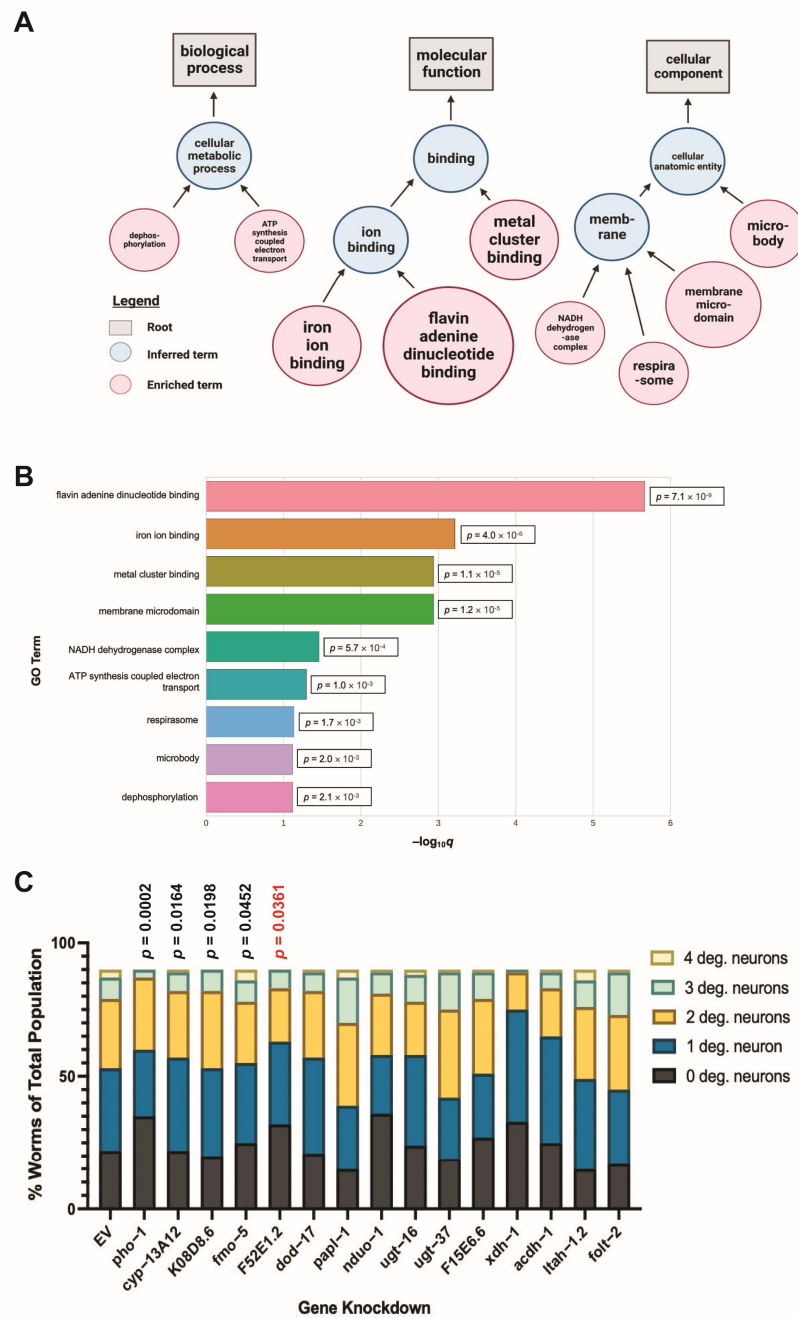 A
biological
process
molecular
function
cellular
component
cellular
metabolic
process
binding
cellular
anatomic entity
dephos-
phorylation
ATP
synthesis
coupled
electron
transport
ion
binding
metal
cluster
binding
memb-
rane
micro-
body
Legend
Root
Inferred term
Enriched term
iron
ion
binding
flavin
adenine
dinucleotide
binding
NADH
dehydrogen
-ase
complex
respira
-some
membrane
micro-
domain
B
GO Term
flavin adenine dinucleotide binding
p = 7.1 × 10⁻⁹
iron ion binding
p = 4.0 × 10⁻⁶
metal cluster binding
p = 1.1 × 10⁻⁵
membrane microdomain
p = 1.2 × 10⁻⁵
NADH dehydrogenase complex
p = 5.7 × 10⁻⁴
ATP synthesis coupled electron
transport
p = 1.0 × 10⁻³
respirasome
p = 1.7 × 10⁻³
microbody
p = 2.0 × 10⁻³
dephosphorylation
p = 2.1 × 10⁻³
0 1 2 3 4 5 6
–log₁₀q
C
p = 0.0002
p = 0.0164
p = 0.0198
p = 0.0452
p = 0.0361
% Worms of Total Population
100
50
0
4 deg. neurons
3 deg. neurons
2 deg. neurons
1 deg. neuron
0 deg. neurons
EV
pho-1
cyp-13A12
K08D8.6
fmo-5
F52E1.2
dod-17
papl-1
nduo-1
ugt-16
ugt-37
F15E6.6
xdh-1
acdh-1
ltah-1.2
folt-2
Gene Knockdown